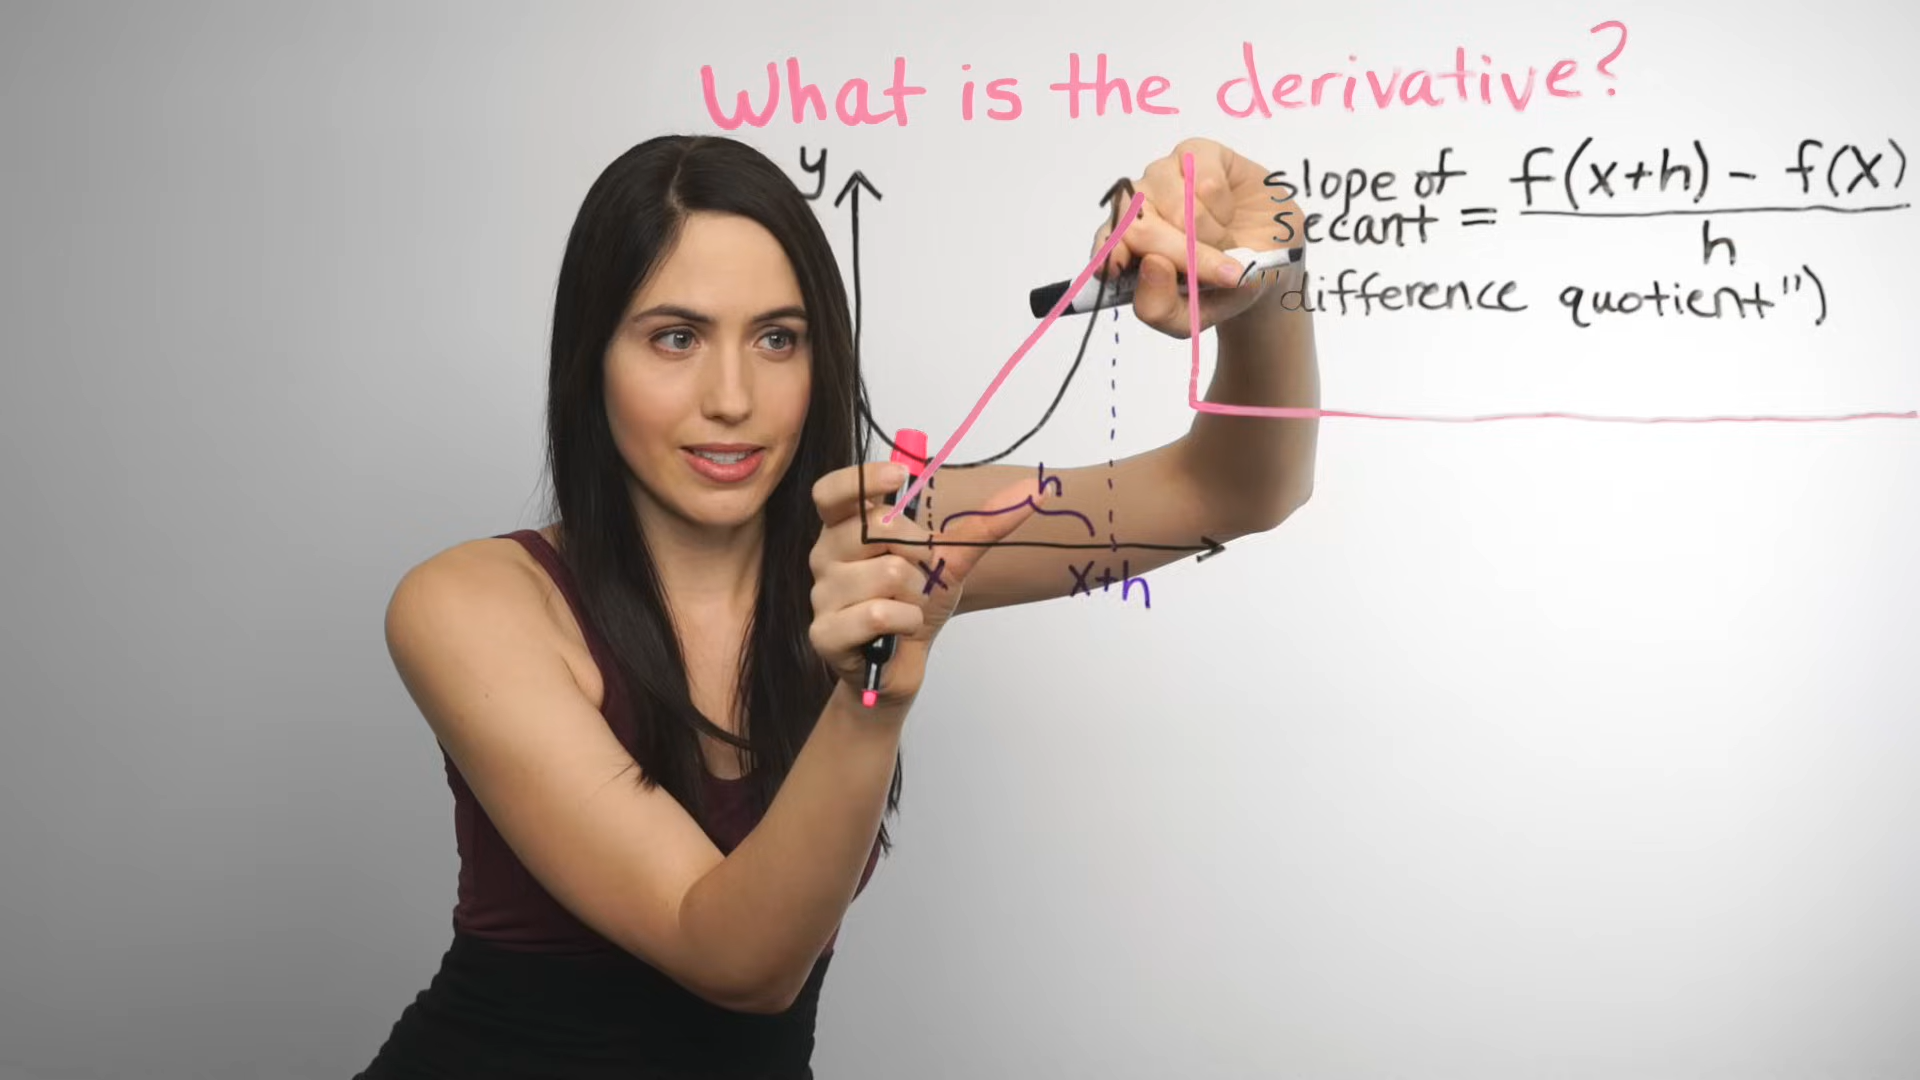 What is the derivative?
y
slope of
secant = f(x+h) - f(x)
h
("difference quotient")
h
x
x+h